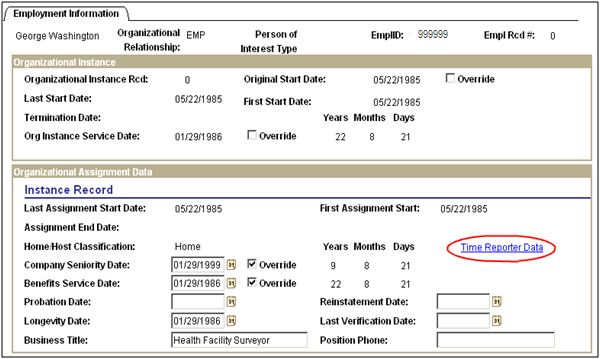 Employment Information
George Washington Organizational Relationship: EMP Person of Interest Type EmplID: 999999 Empl Rcd #: 0
Organizational Instance
Organizational Instance Rcd: 0 Original Start Date: 05/22/1985 Override
Last Start Date: 05/22/1985 First Start Date: 05/22/1985
Termination Date: Years Months Days
Org Instance Service Date: 01/29/1986 Override 22 8 21
Organizational Assignment Data
Instance Record
Last Assignment Start Date: 05/22/1985 First Assignment Start: 05/22/1985
Assignment End Date:
Home/Host Classification: Home Years Months Days Time Reporter Data
Company Seniority Date: 01/29/1999 Override 9 8 21
Benefits Service Date: 01/29/1986 Override 22 8 21
Probation Date: Reinstatement Date:
Longevity Date: 01/29/1986 Last Verification Date:
Business Title: Health Facility Surveyor Position Phone: